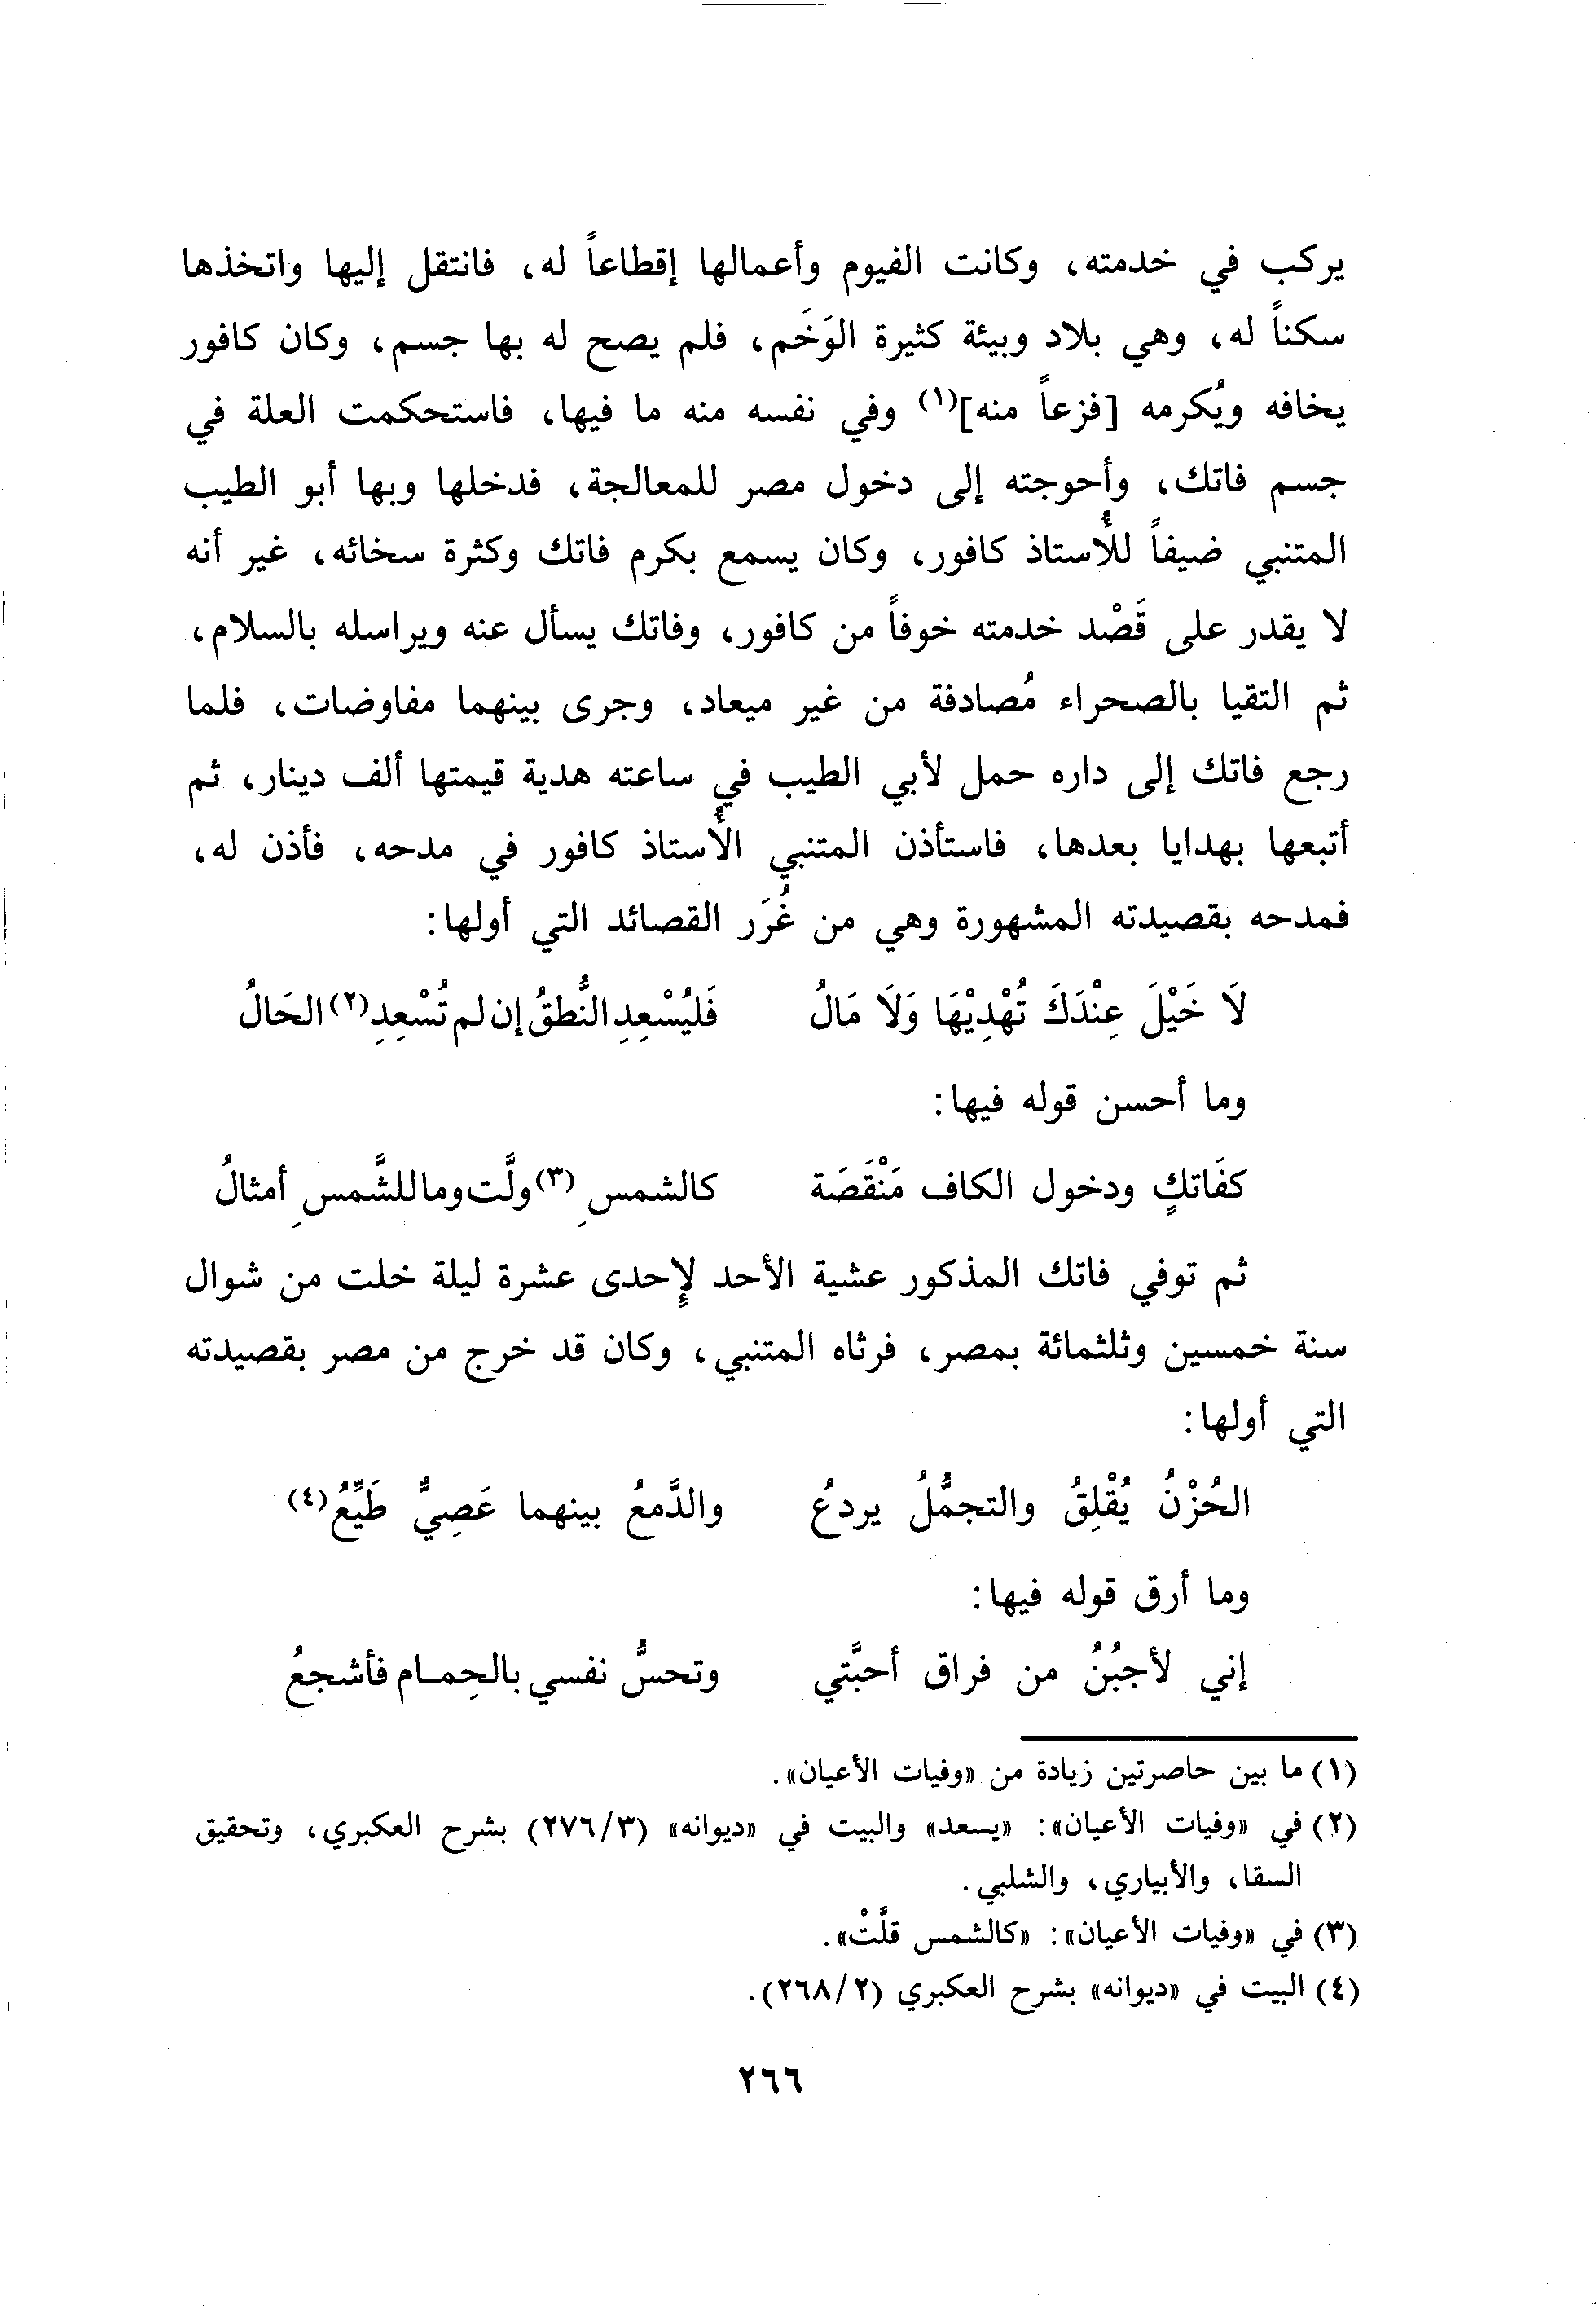 يركب في خدمته، وكانت الفيوم وأعمالها إقطاعاً له، فانتقل إليها واتخذها
سكناً له، وهي بلاد وبيئة كثيرة الوَخَم، فلم يصح له بها جسم، وكان كافور
يخافه ويُكرمه [فزعاً منه](١) وفي نفسه منه ما فيها، فاستحكمت العلة في
جسم فاتك، وأحوجته إلى دخول مصر للمعالجة، فدخلها وبها أبو الطيب
المتنبي ضيفاً للأُستاذ كافور، وكان يسمع بكرم فاتك وكثرة سخائه، غير أنه
لا يقدر على قَصْد خدمته خوفاً من كافور، وفاتك يسأل عنه ويراسله بالسلام،
ثم التقيا بالصحراء مُصادفة من غير ميعاد، وجرى بينهما مفاوضات، فلما
رجع فاتك إلى داره حمل لأبي الطيب في ساعته هدية قيمتها ألف دينار، ثم
أتبعها بهدايا بعدها، فاستأذن المتنبي الأُستاذ كافور في مدحه، فأذن له،
فمدحه بقصيدته المشهورة وهي من غُرَر القصائد التي أولها:
لَا خَيْلَ عِنْدَكَ تُهْدِيْهَا وَلَا مَالُ فَليُسْعِدِ النُّطقُ إن لم تُسْعِدِ(٢) الحَالُ
وما أحسن قوله فيها:
كفَاتكٍ ودخول الكاف مَنْقَصَة كالشمسِ(٣) ولَّت وما للشَّمسِ أمثالُ
ثم توفي فاتك المذكور عشية الأحد لإِحدى عشرة ليلة خلت من شوال
سنة خمسين وثلثمائة بمصر، فرثاه المتنبي، وكان قد خرج من مصر بقصيدته
التي أولها:
الحُزْنُ يُقْلِقُ والتجمُّلُ يردعُ والدَّمعُ بينهما عَصِيٌّ طَيِّعُ(٤)
وما أرق قوله فيها:
إني لأجبُنُ من فراق أحبَّتي وتحسُّ نفسي بالحِمـام فأشجعُ
(١) ما بين حاصرتين زيادة من «وفيات الأعيان».
(٢) في «وفيات الأعيان»: «يسعد» والبيت في «ديوانه» (٢٧٦/٣) بشرح العكبري، وتحقيق
السقا، والأبياري، والشلبي.
(٣) في «وفيات الأعيان»: «كالشمس قلَّتْ».
(٤) البيت في «ديوانه» بشرح العكبري (٢٦٨/٢).
٢٦٦